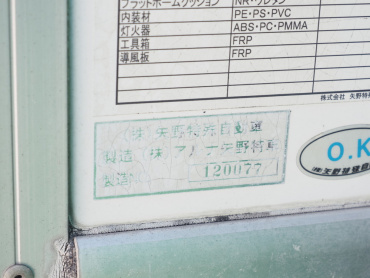 プラットホームクッション NR・ウレタン
内装材 PE・PS・PVC
灯火器 ABS・PC・PMMA
工具箱 FRP
導風板 FRP
株式会社 矢野特
(株)矢野特殊自動車
製造 (株)アルナ矢野特車
製造 120077
O.K